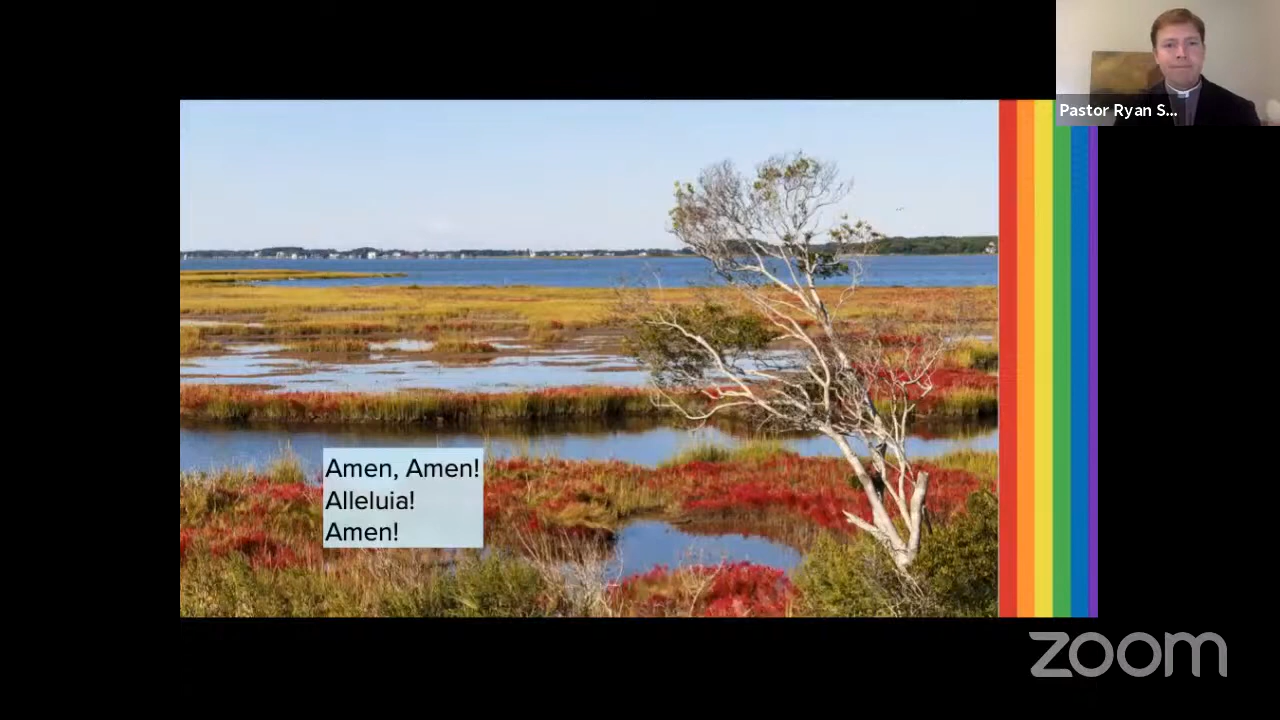 Pastor Ryan S...
Amen, Amen!
Alleluia!
Amen!
zoom